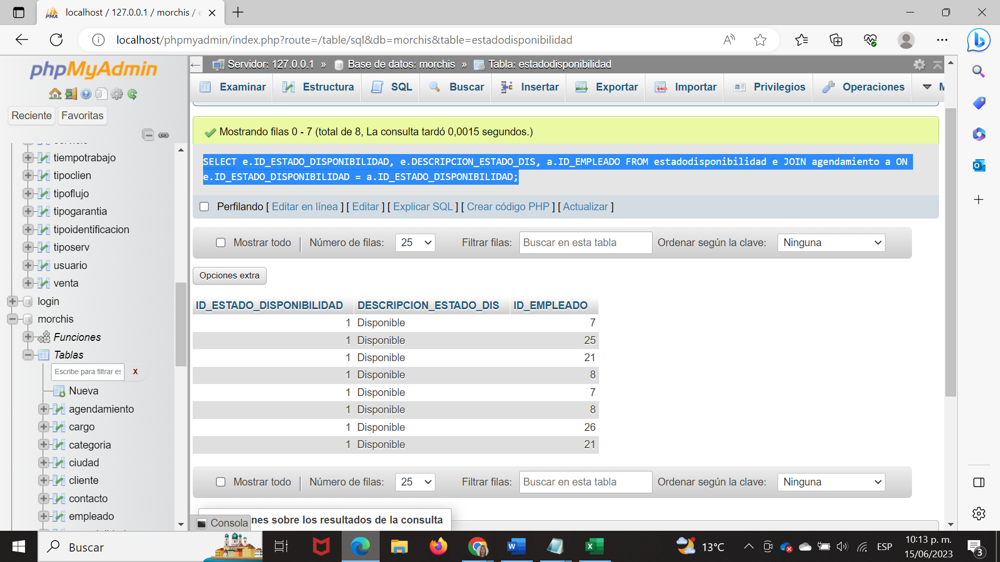 localhost / 127.0.0.1 / morchis /
localhost/phpmyadmin/index.php?route=/table/sql&db=morchis&table=estadodisponibilidad
phpMyAdmin
Reciente Favoritas
tiempotrabajo
tipoclien
tipoflujo
tipogarantia
tipoidentificacion
tiposerv
usuario
venta
login
morchis
Funciones
Tablas
Escribe para filtrar es X
Nueva
agendamiento
cargo
categoria
ciudad
cliente
contacto
empleado
Servidor: 127.0.0.1 » Base de datos: morchis » Tabla: estadodisponibilidad
Examinar Estructura SQL Buscar Insertar Exportar Importar Privilegios Operaciones
Mostrando filas 0 - 7 (total de 8, La consulta tardó 0,0015 segundos.)
SELECT e.ID_ESTADO_DISPONIBILIDAD, e.DESCRIPCION_ESTADO_DIS, a.ID_EMPLEADO FROM estadodisponibilidad e JOIN agendamiento a ON
e.ID_ESTADO_DISPONIBILIDAD = a.ID_ESTADO_DISPONIBILIDAD;
Perfilando [ Editar en línea ] [ Editar ] [ Explicar SQL ] [ Crear código PHP ] [ Actualizar ]
Mostrar todo | Número de filas: 25 Filtrar filas: Buscar en esta tabla Ordenar según la clave: Ninguna
Opciones extra
ID_ESTADO_DISPONIBILIDAD DESCRIPCION_ESTADO_DIS ID_EMPLEADO
1 Disponible 7
1 Disponible 25
1 Disponible 21
1 Disponible 8
1 Disponible 7
1 Disponible 8
1 Disponible 26
1 Disponible 21
Mostrar todo | Número de filas: 25 Filtrar filas: Buscar en esta tabla Ordenar según la clave: Ninguna
Consola nes sobre los resultados de la consulta
Buscar
13°C
ESP
10:13 p. m.
15/06/2023
3